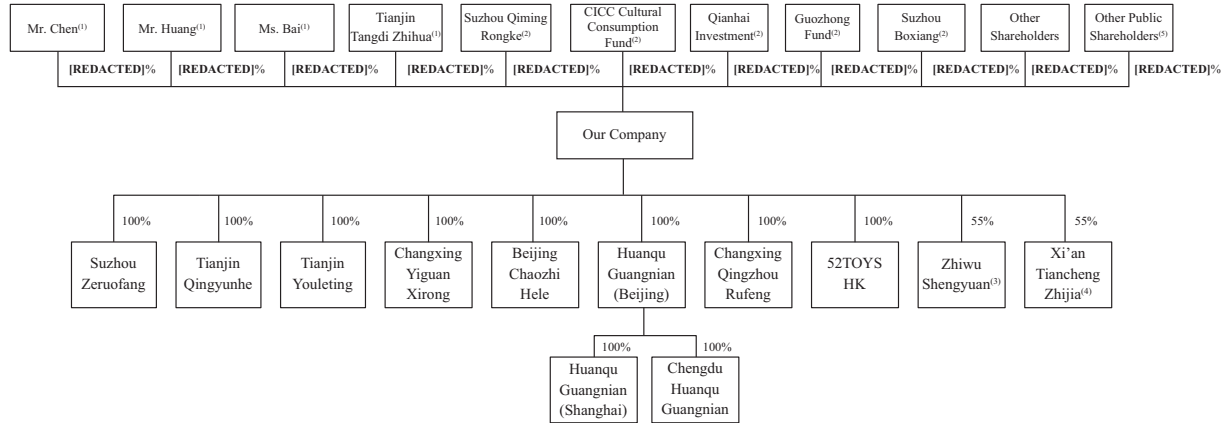 Mr. Chen(1)
Mr. Huang(1)
Ms. Bai(1)
Tianjin
Tangdi Zhihua(1)
Suzhou Qiming
Rongke(2)
CICC Cultural
Consumption
Fund(2)
Qianhai
Investment(2)
Guozhong
Fund(2)
Suzhou
Boxiang(2)
Other
Shareholders
Other Public
Shareholders(5)
[REDACTED]%
[REDACTED]%
[REDACTED]%
[REDACTED]%
[REDACTED]%
[REDACTED]%
[REDACTED]%
[REDACTED]%
[REDACTED]%
[REDACTED]%
[REDACTED]%
Our Company
100%
100%
100%
100%
100%
100%
100%
100%
55%
55%
Suzhou
Zeruofang
Tianjin
Qingyunhe
Tianjin
Youleting
Changxing
Yiguan
Xirong
Beijing
Chaozhi
Hele
Huanqu
Guangnian
(Beijing)
Changxing
Qingzhou
Rufeng
52TOYS
HK
Zhiwu
Shengyuan(3)
Xi'an
Tiancheng
Zhijia(4)
100%
100%
Huanqu
Guangnian
(Shanghai)
Chengdu
Huanqu
Guangnian